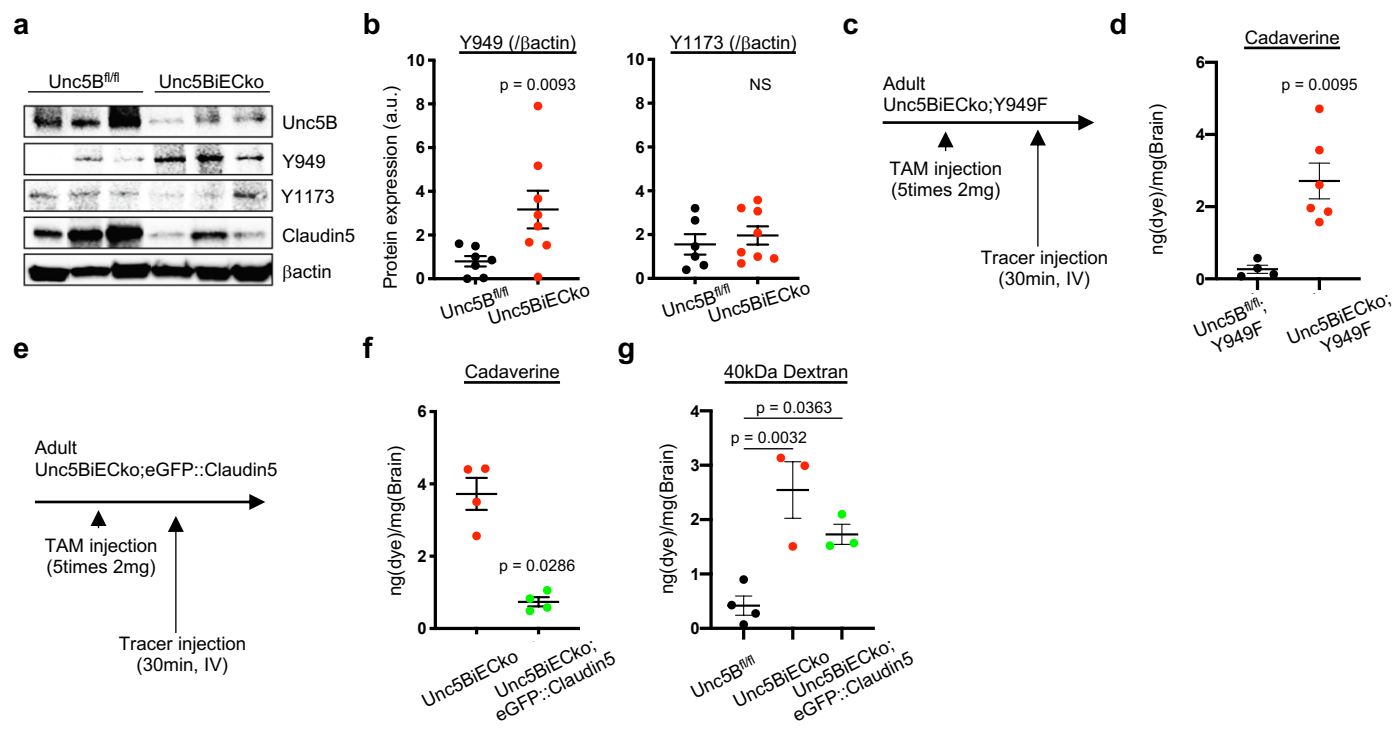 a
Unc5Bfl/fl Unc5BiECko
Unc5B
Y949
Y1173
Claudin5
βactin
b
Y949 (/βactin)
Protein expression (a.u.)
10
8
6
4
2
0
p = 0.0093
Unc5Bfl/fl
Unc5BiECko
Y1173 (/βactin)
10
8
6
4
2
0
NS
Unc5Bfl/fl
Unc5BiECko
c
Adult
Unc5BiECko;Y949F
TAM injection
(5times 2mg)
Tracer injection
(30min, IV)
d
Cadaverine
ng(dye)/mg(Brain)
6
4
2
0
p = 0.0095
Unc5Bfl/fl;
Y949F
Unc5BiECko;
Y949F
e
Adult
Unc5BiECko;eGFP::Claudin5
TAM injection
(5times 2mg)
Tracer injection
(30min, IV)
f
Cadaverine
ng(dye)/mg(Brain)
6
4
2
0
p = 0.0286
Unc5BiECko
Unc5BiECko;
eGFP::Claudin5
g
40kDa Dextran
ng(dye)/mg(Brain)
4
3
2
1
0
p = 0.0363
p = 0.0032
Unc5Bfl/fl
Unc5BiECko
Unc5BiECko;
eGFP::Claudin5